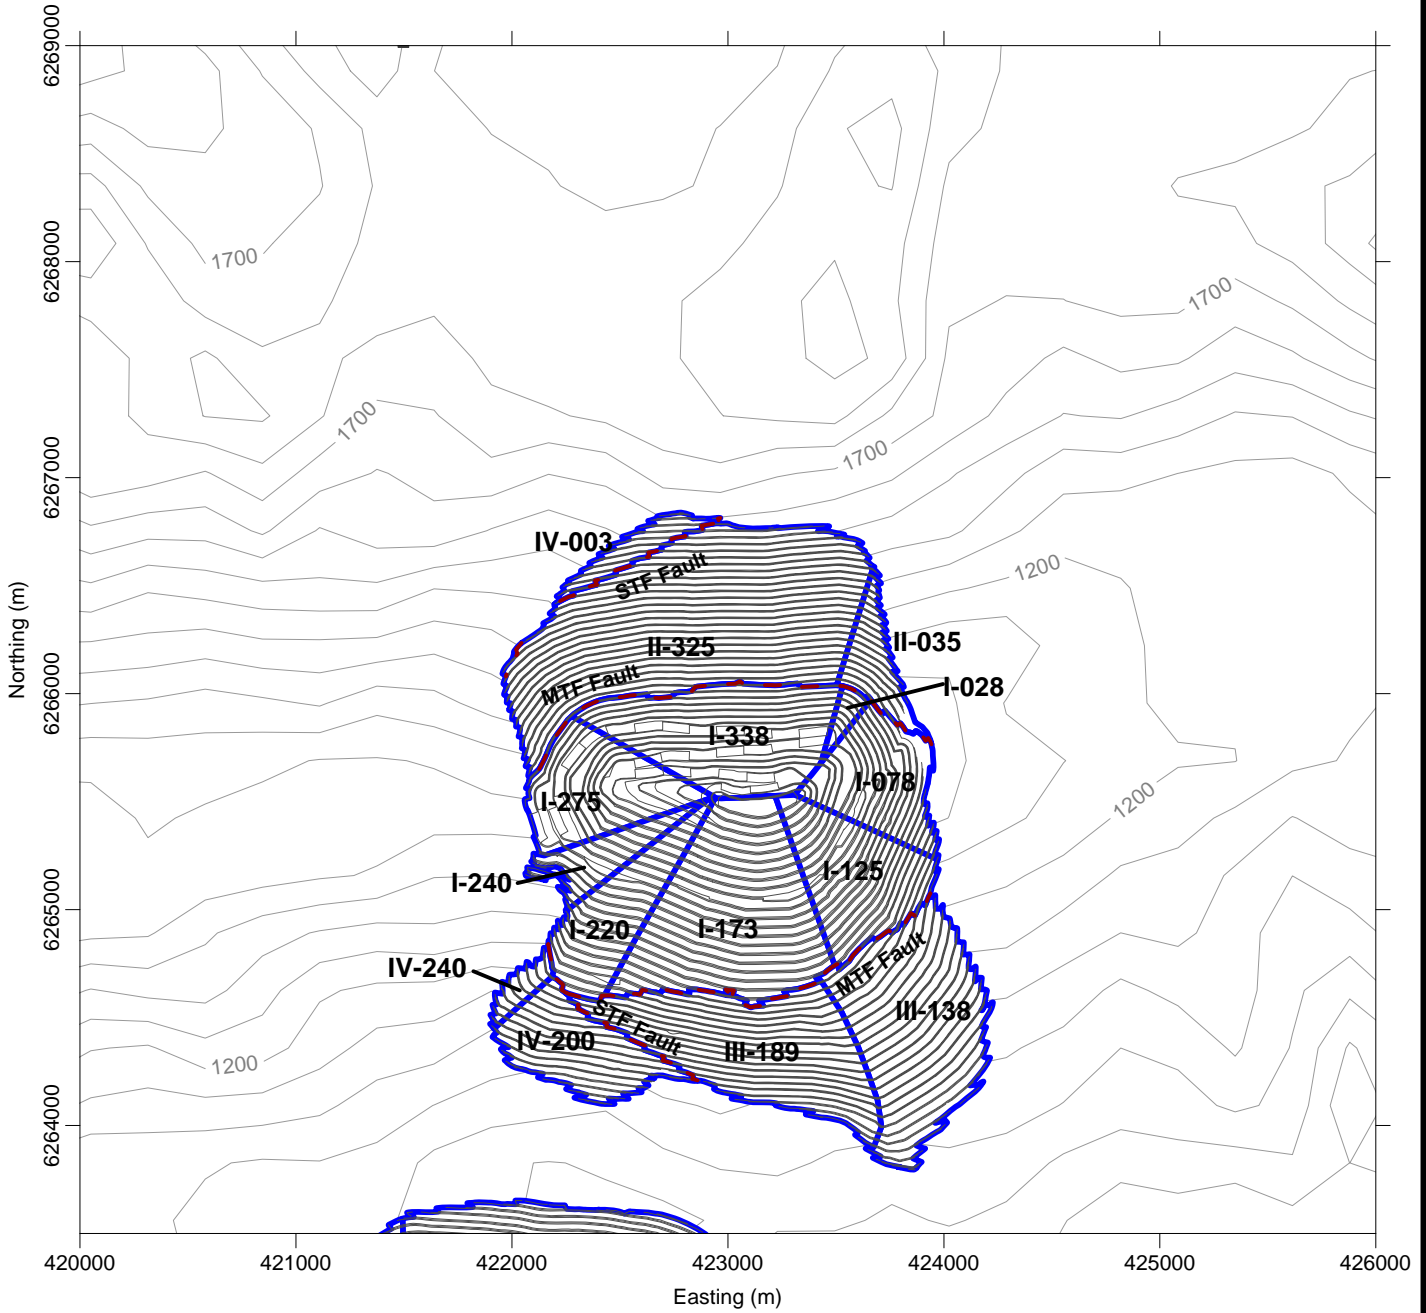 6269000
1700
6268000
1700
1700
1700
6267000
IV-003
STF Fault
1200
Northing (m)
II-325
II-035
MTF Fault
I-028
6266000
I-338
I-275
I-078
1200
I-240
I-125
6265000
I-220
I-173
IV-240
MTF Fault
STF Fault
III-138
IV-200
III-189
1200
6264000
420000
421000
422000
423000
424000
425000
426000
Easting (m)